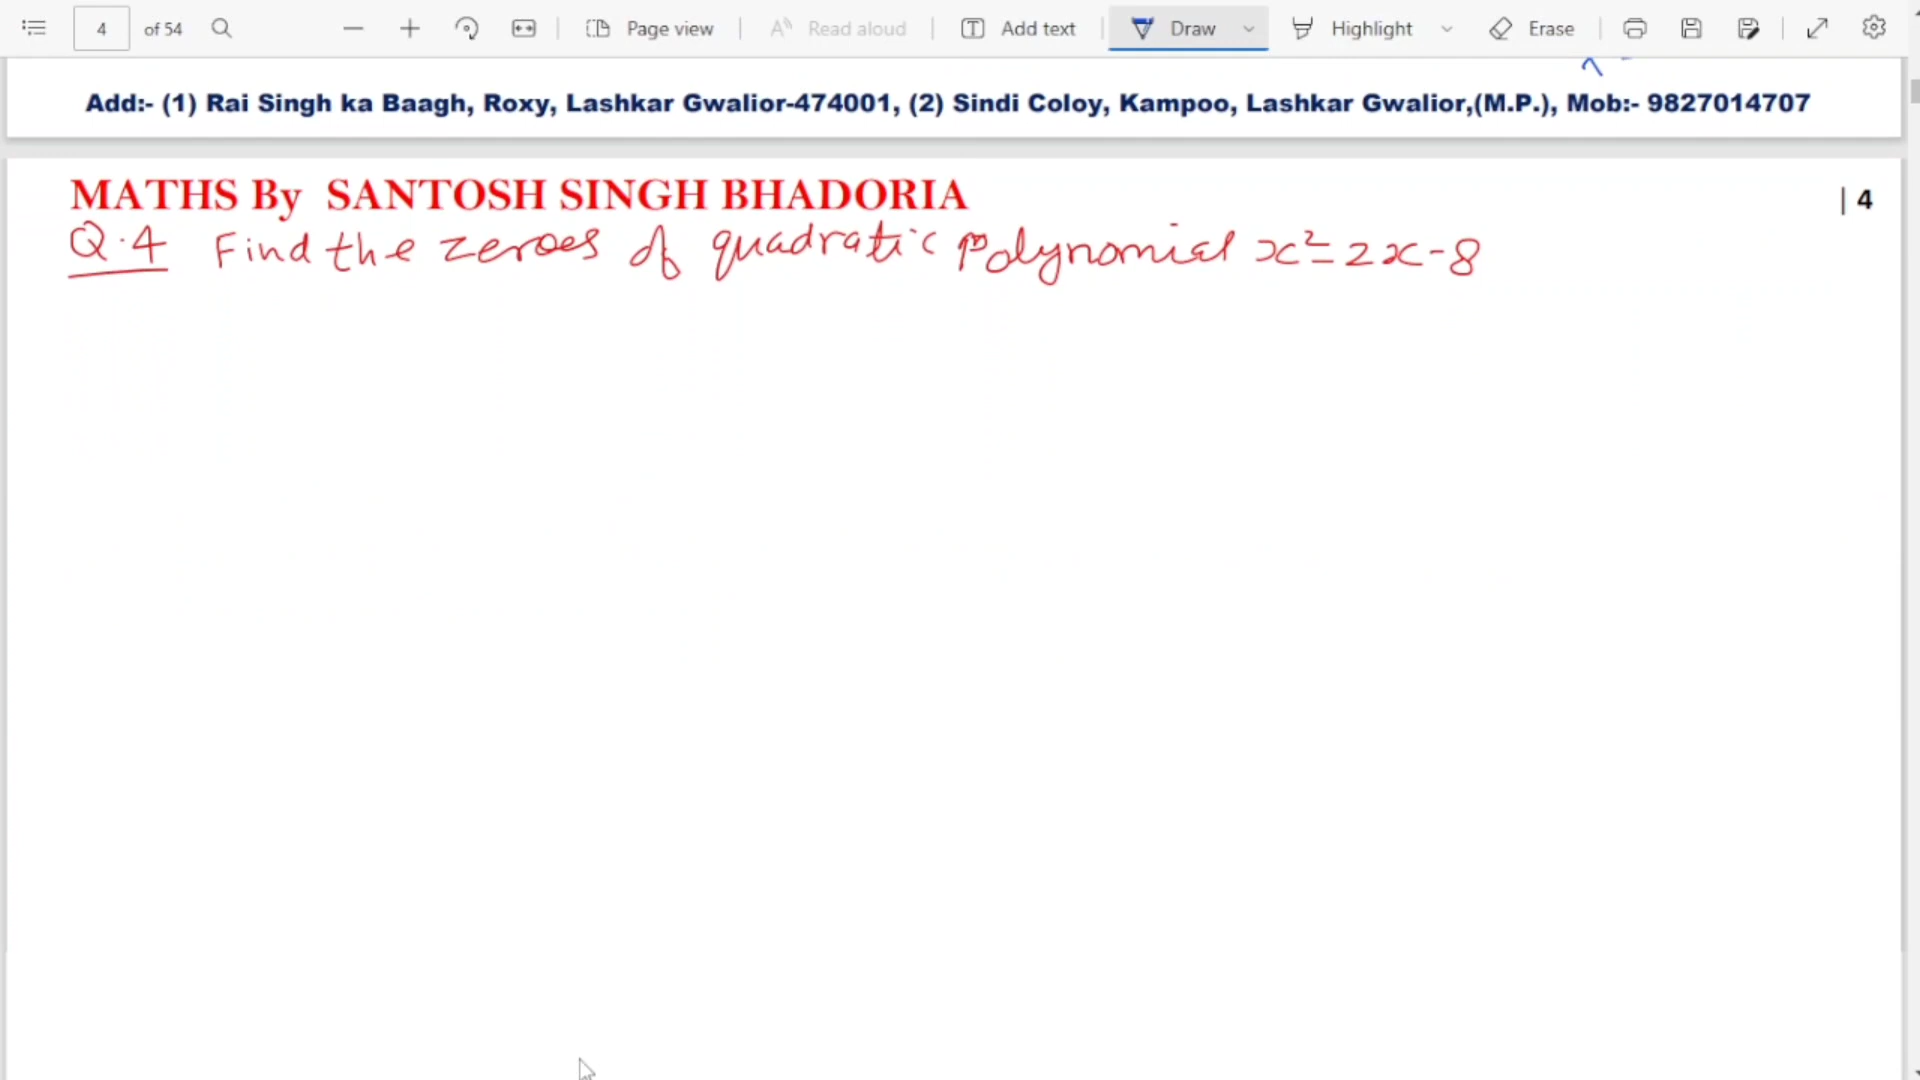 4 of 54 Page view Read aloud Add text Draw Highlight Erase
Add:- (1) Rai Singh ka Baagh, Roxy, Lashkar Gwalior-474001, (2) Sindi Coloy, Kampoo, Lashkar Gwalior,(M.P.), Mob:- 9827014707
MATHS By SANTOSH SINGH BHADORIA | 4
Q.4 Find the zeroes of quadratic polynomial x²-2x-8